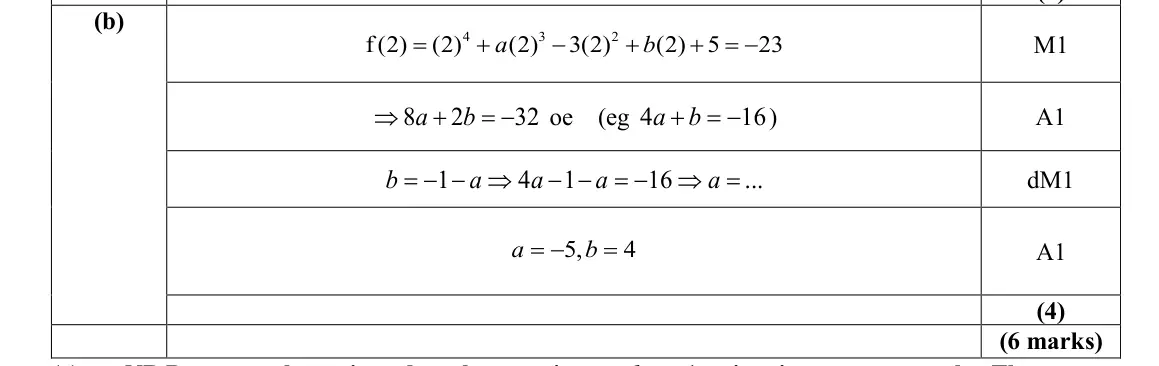 (b)
f(2) = (2)⁴ + a(2)³ − 3(2)² + b(2) + 5 = −23 M1
⇒ 8a + 2b = −32 oe (eg 4a + b = −16) A1
b = −1 − a ⇒ 4a − 1 − a = −16 ⇒ a = ... dM1
a = −5, b = 4 A1
(4)
(6 marks)